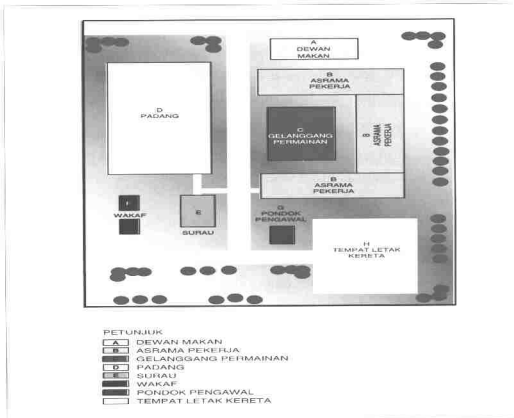 A
DEWAN
MAKAN
B
ASRAMA
PEKERJA
D
PADANG
C
GELANGGANG
PERMAINAN
B
ASRAMA
PEKERJA
B
ASRAMA
PEKERJA
F
WAKAF
E
SURAU
G
PONDOK
PENGAWAL
H
TEMPAT LETAK
KERETA
PETUNJUK
A DEWAN MAKAN
B ASRAMA PEKERJA
GELANGGANG PERMAINAN
D PADANG
E SURAU
WAKAF
PONDOK PENGAWAL
TEMPAT LETAK KERETA